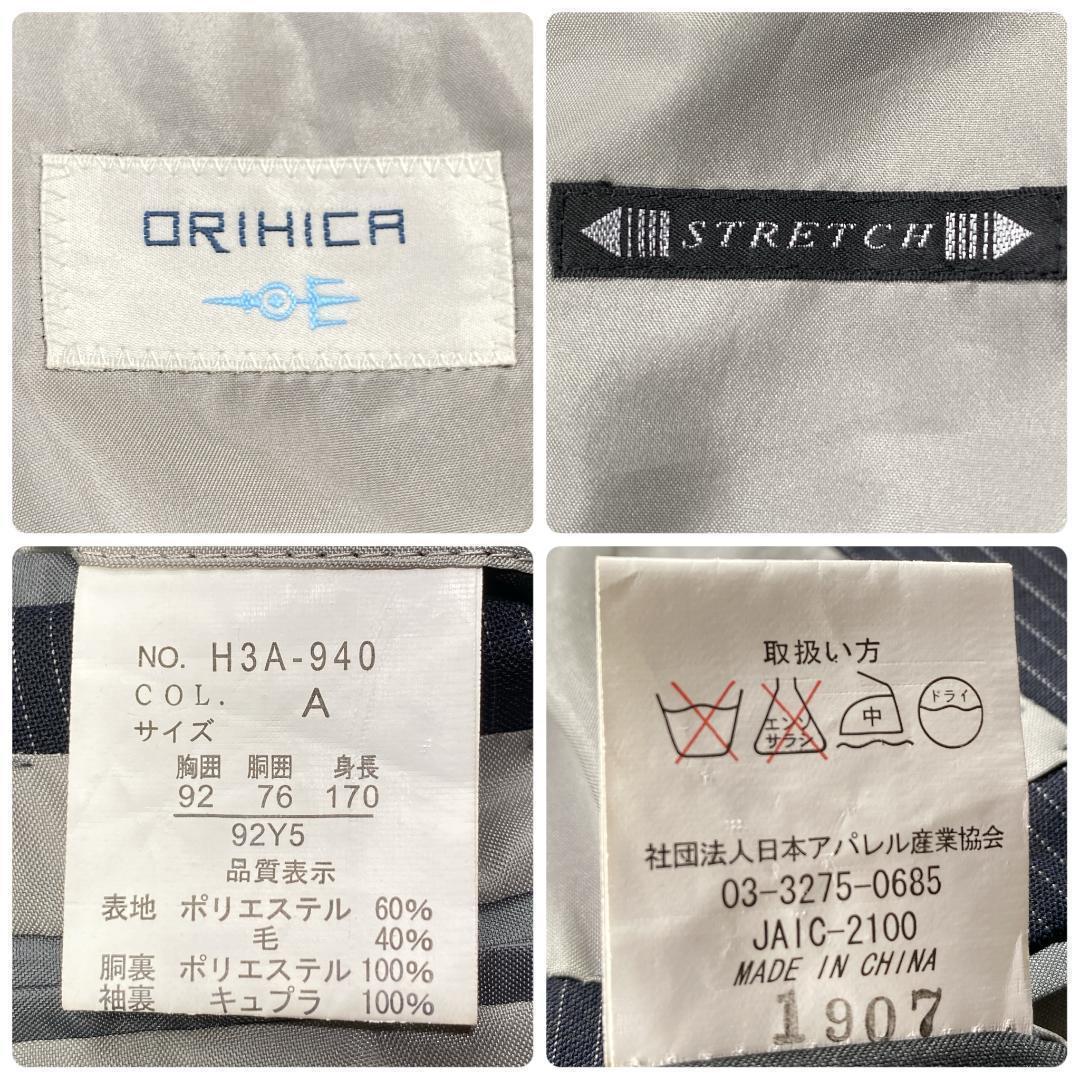 ORIHICA
STRETCH
NO. H3A-940
COL. A
サイズ
胸囲 胴囲 身長
92 76 170
92Y5
品質表示
表地 ポリエステル 60%
毛 40%
胴裏 ポリエステル 100%
袖裏 キュプラ 100%
取扱い方
エンソ
サラン
中
ドライ
社団法人日本アパレル産業協会
03-3275-0685
JAIC-2100
MADE IN CHINA
1907